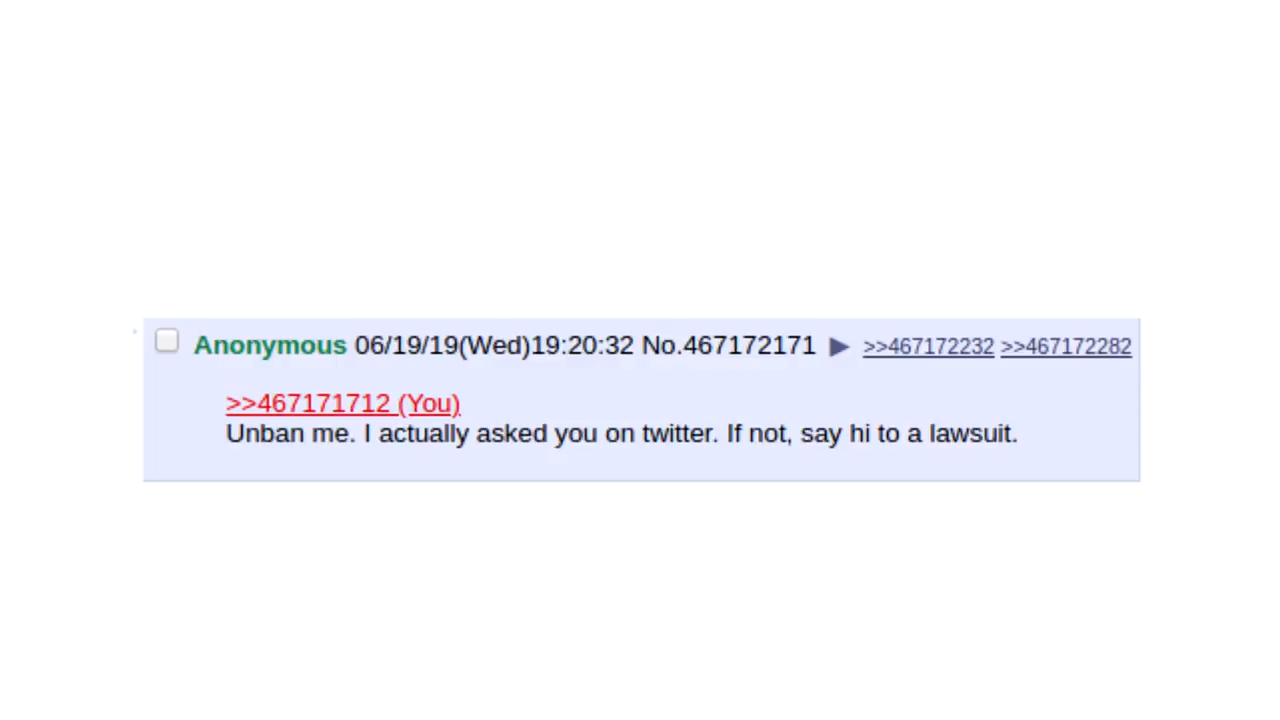 Anonymous 06/19/19(Wed)19:20:32 No.467172171 ▶ >>467172232 >>467172282
>>467171712 (You)
Unban me. I actually asked you on twitter. If not, say hi to a lawsuit.